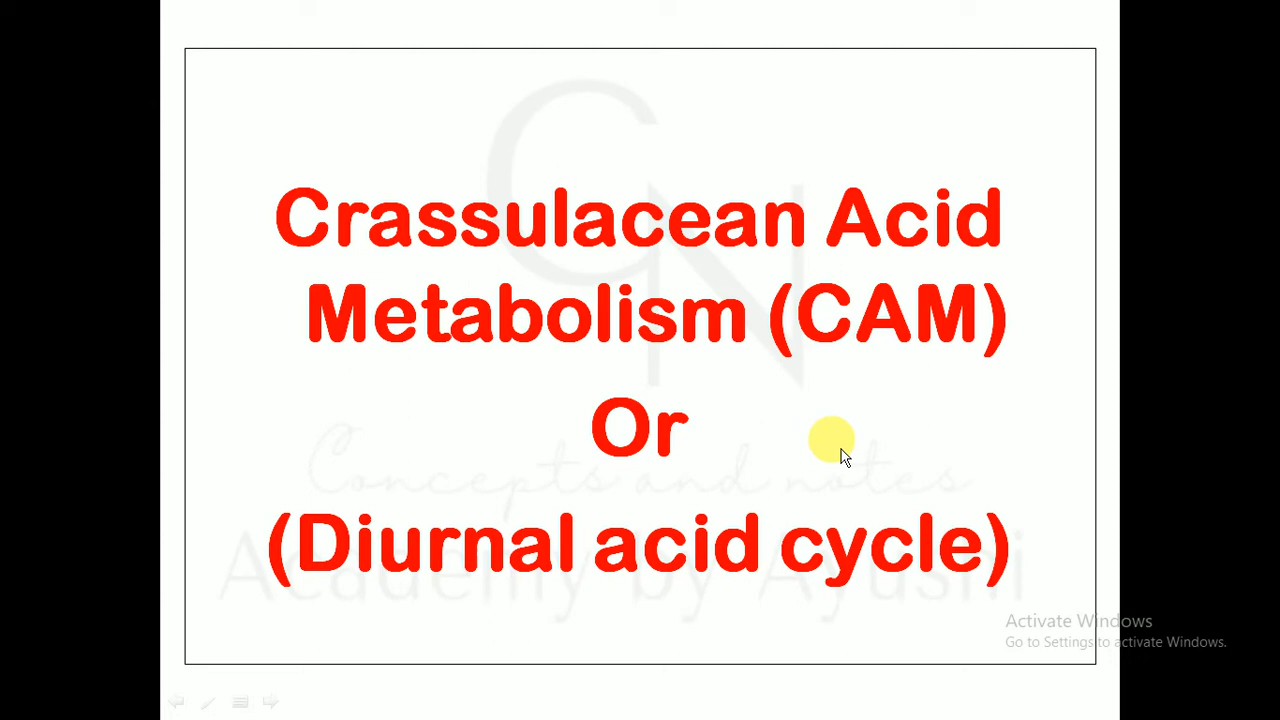 CN
Crassulacean Acid
Metabolism (CAM)
Or
Concepts and notes
(Diurnal acid cycle)
Academy by Ayushi
Activate Windows
Go to Settings to activate Windows.